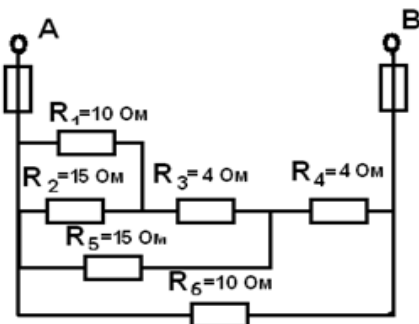 A B
R₁=10 Ом
R₂=15 Ом R₃=4 Ом R₄=4 Ом
R₅=15 Ом
R₆=10 Ом